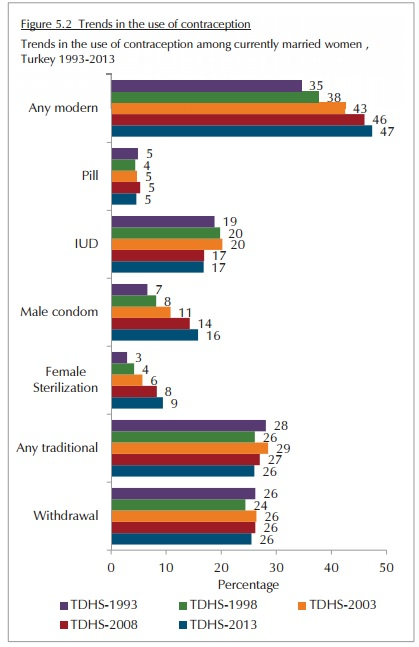 Figure 5.2 Trends in the use of contraception
Trends in the use of contraception among currently married women ,
Turkey 1993-2013
Any modern
35
38
43
46
47
Pill
5
4
5
5
5
IUD
19
20
20
17
17
Male condom
7
8
11
14
16
Female
Sterilization
3
4
6
8
9
Any traditional
28
26
29
27
26
Withdrawal
26
24
26
26
26
0 10 20 30 40 50
Percentage
TDHS-1993 TDHS-1998 TDHS-2003
TDHS-2008 TDHS-2013